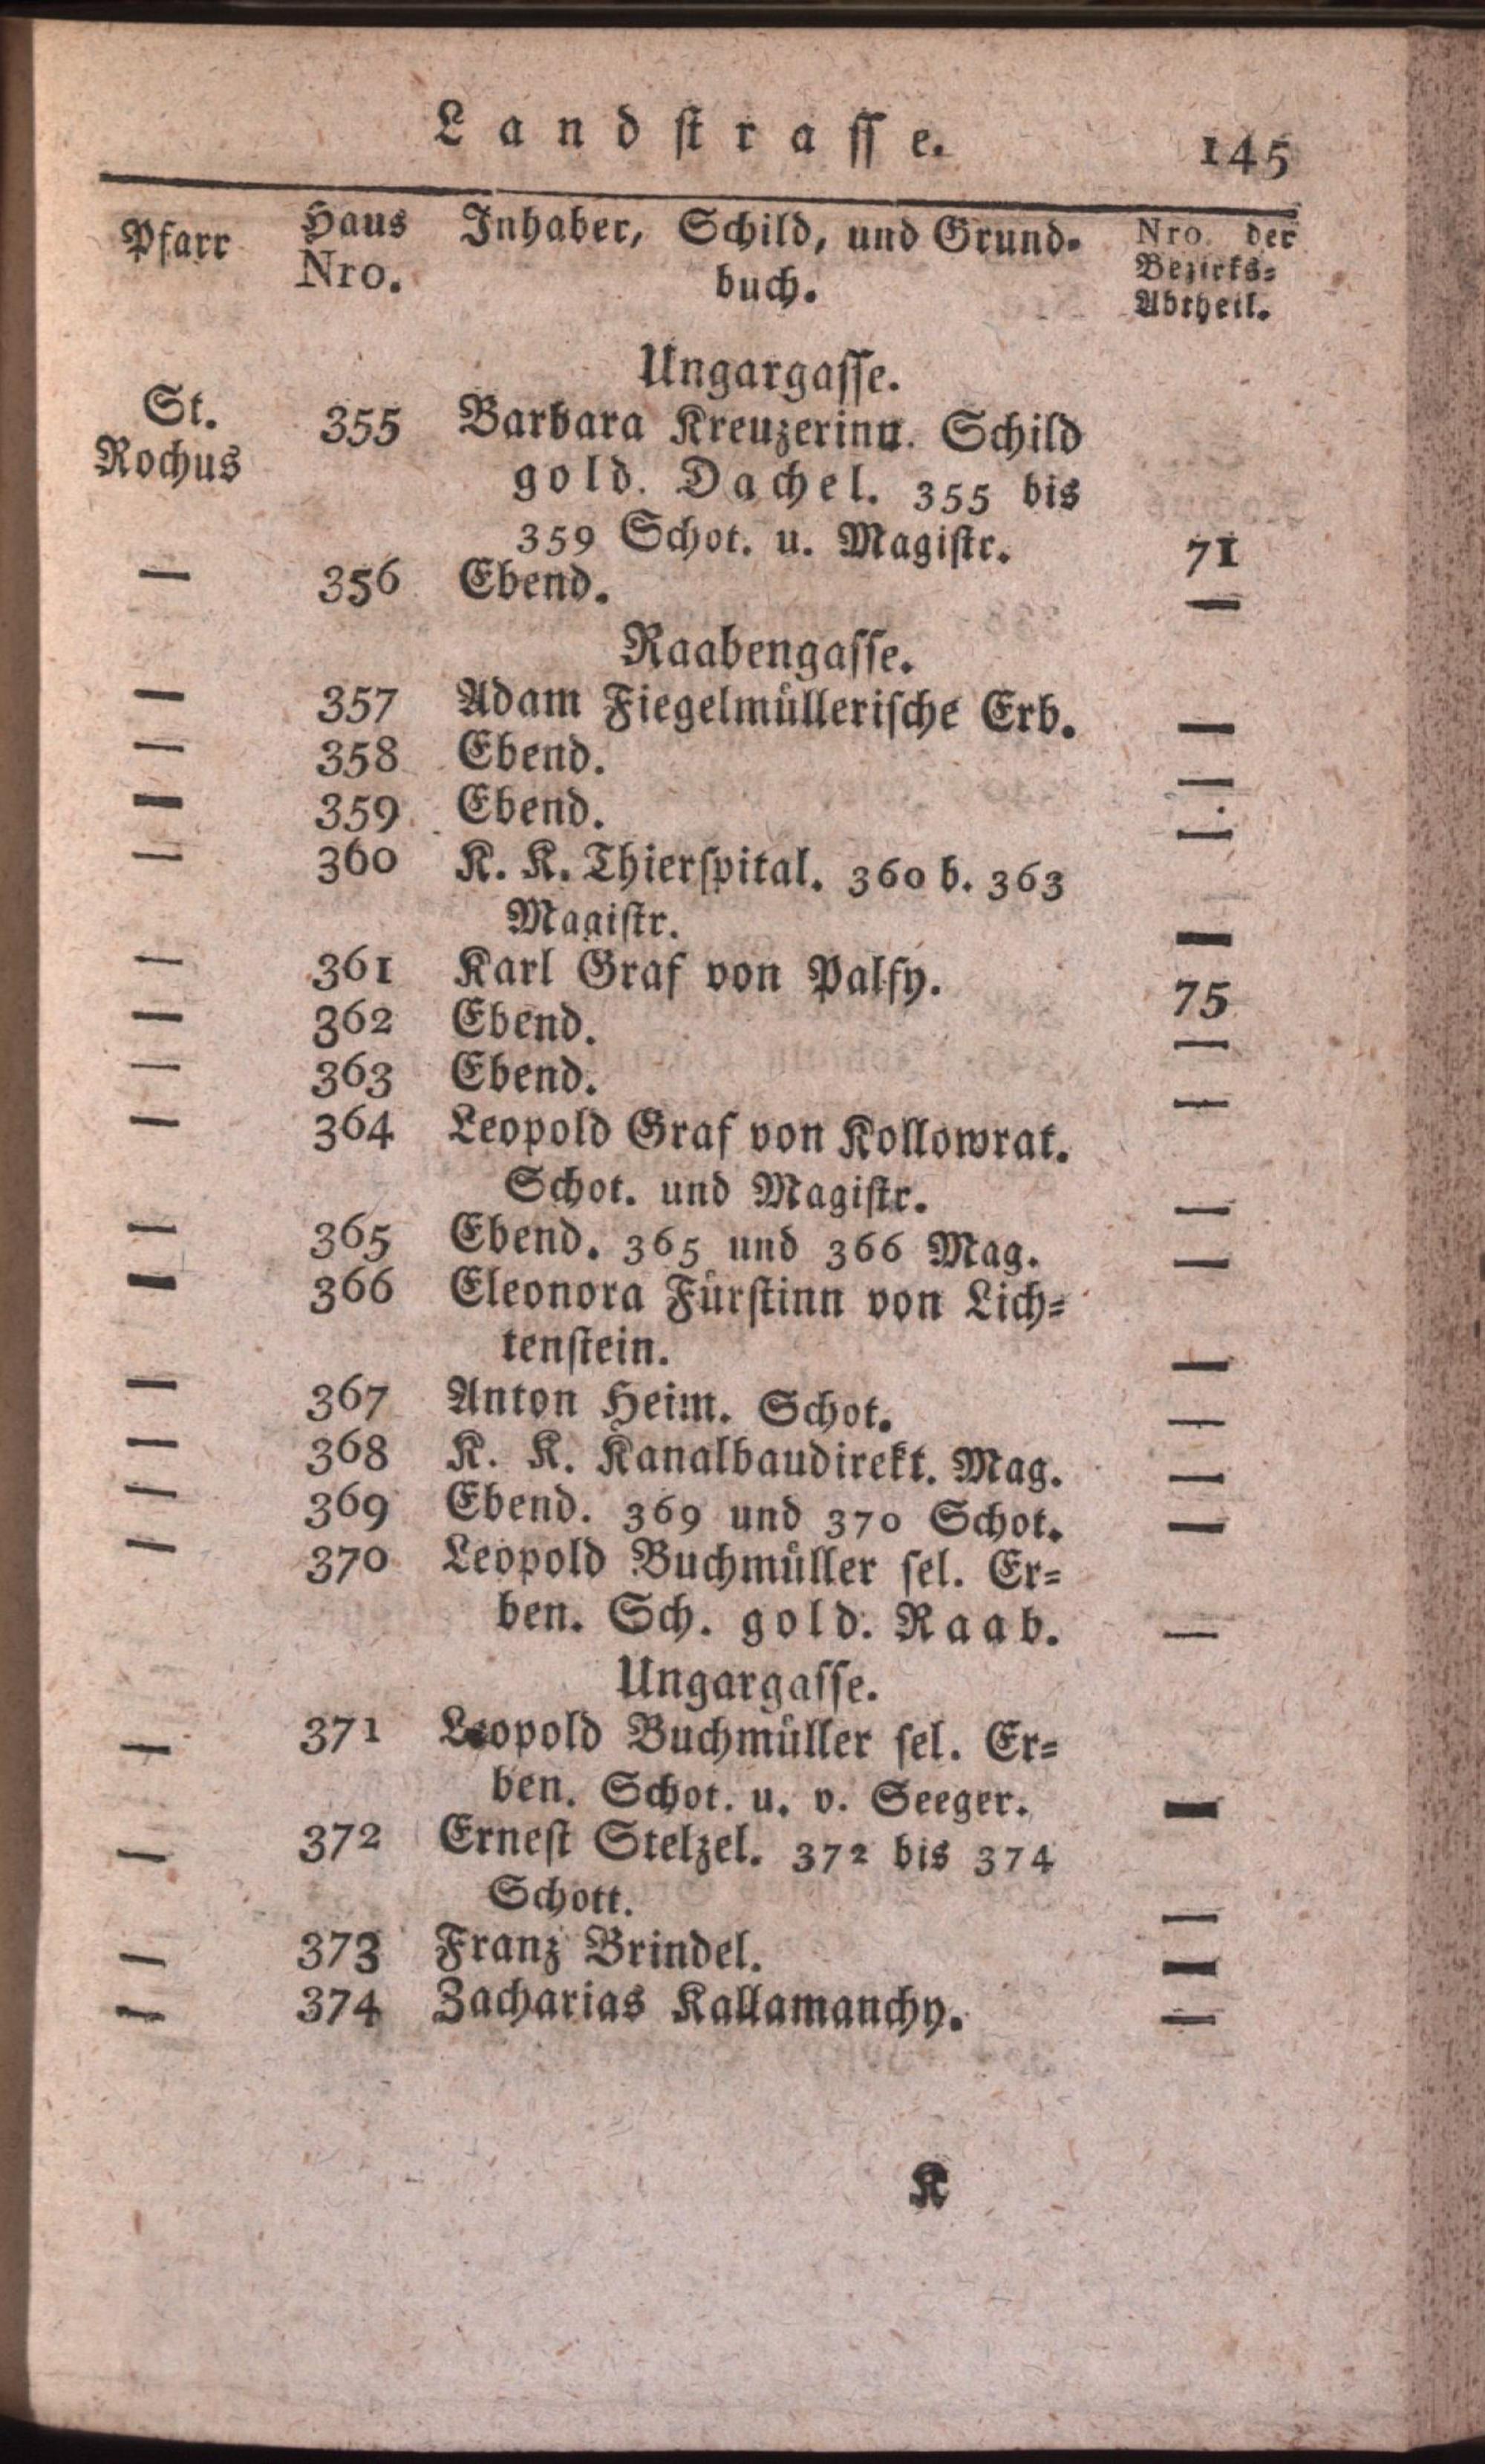 Landstrasse. 145
Pfarr Haus Nro. Inhaber, Schild, und Grund- buch. Nro. der Bezirks- Abtheil.
Ungargasse.
St. Rochus 355 Barbara Kreuzerinn. Schild
gold. Dachel. 355 bis
359 Schot. u. Magistr. 71
— 356 Ebend. —
Raabengasse.
— 357 Adam Fiegelmüllerische Erb. —
— 358 Ebend. —
— 359 Ebend. —
— 360 K. K. Thierspital. 360 b. 363
Magistr. —
— 361 Karl Graf von Palfy. 75
— 362 Ebend. —
— 363 Ebend. —
— 364 Leopold Graf von Kollowrat.
Schot. und Magistr. —
— 365 Ebend. 365 und 366 Mag. —
— 366 Eleonora Fürstinn von Lich-
tenstein. —
— 367 Anton Heim. Schot. —
— 368 K. K. Kanalbaudirekt. Mag. —
— 369 Ebend. 369 und 370 Schot. —
— 370 Leopold Buchmüller sel. Er-
ben. Sch. gold. Raab. —
Ungargasse.
— 371 Leopold Buchmüller sel. Er-
ben. Schot. u. v. Seeger. —
— 372 Ernest Stelzel. 372 bis 374
Schott. —
— 373 Franz Brindel. —
— 374 Zacharias Kallamanchy. —
K